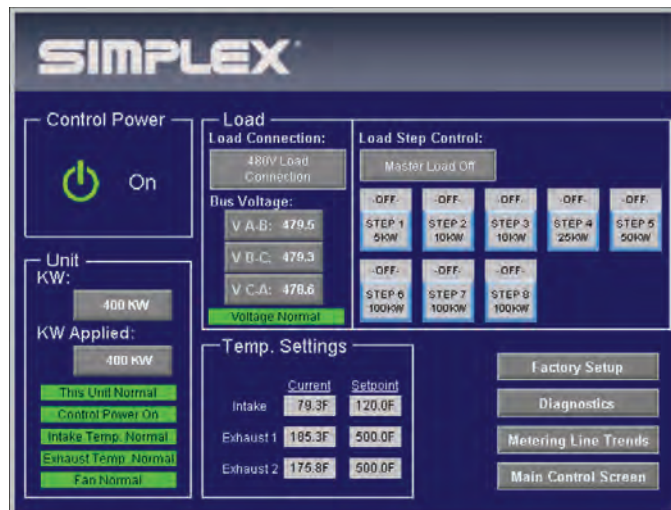 SIMPLEX
Control Power
On
Unit
KW:
400 KW
KW Applied:
400 KW
This Unit Normal
Control Power On
Intake Temp. Normal
Exhaust Temp. Normal
Fan Normal
Load
Load Connection:
480V Load
Connection
Bus Voltage:
V A-B: 479.5
V B-C: 479.3
V C-A: 478.6
Voltage Normal
Load Step Control:
Master Load Off
-OFF- -OFF- -OFF- -OFF- -OFF-
STEP 1 STEP 2 STEP 3 STEP 4 STEP 5
5KW 10KW 10KW 25KW 50KW
-OFF- -OFF- -OFF-
STEP 6 STEP 7 STEP 8
100KW 100KW 100KW
Temp. Settings
Current Setpoint
Intake 79.3F 120.0F
Exhaust 1 185.3F 500.0F
Exhaust 2 175.8F 500.0F
Factory Setup
Diagnostics
Metering Line Trends
Main Control Screen